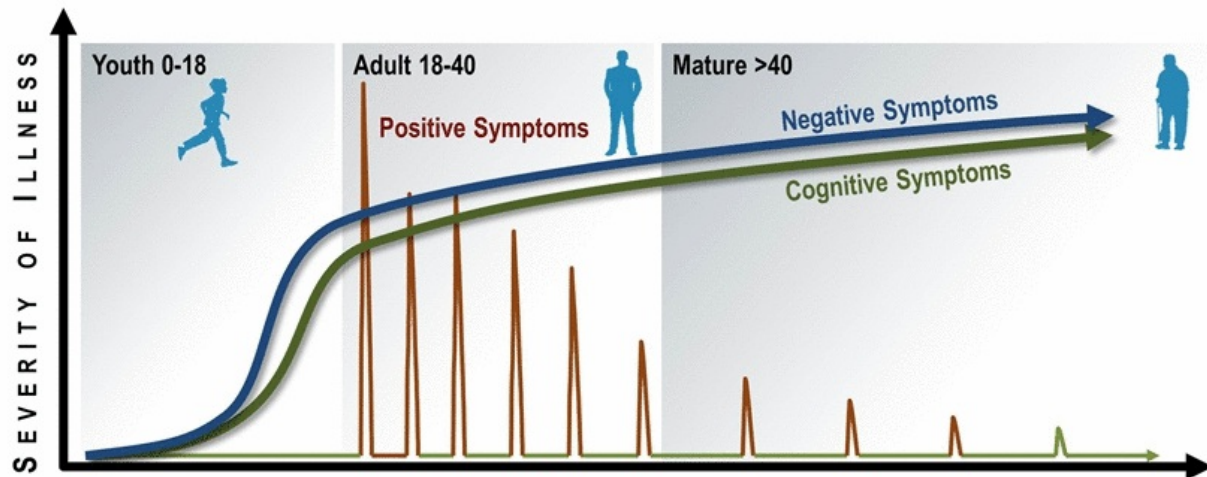 SEVERITY OF ILLNESS
Youth 0-18
Adult 18-40
Mature >40
Positive Symptoms
Negative Symptoms
Cognitive Symptoms